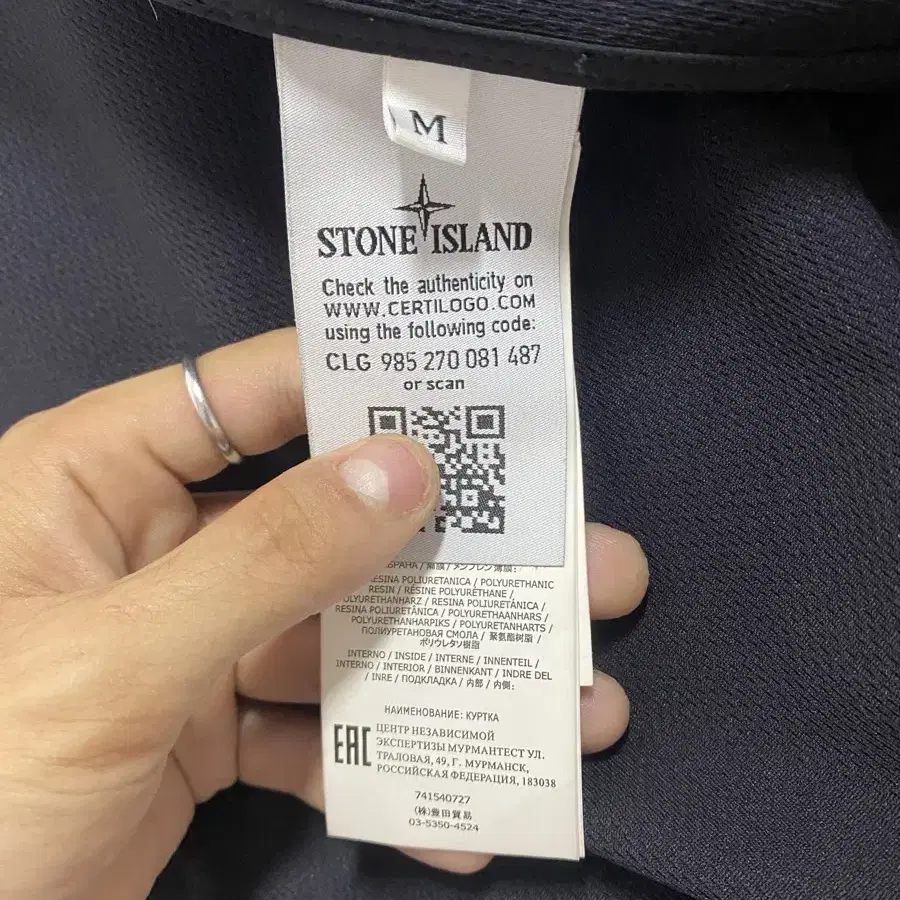 M
STONE ISLAND
Check the authenticity on
WWW.CERTILOGO.COM
using the following code:
CLG 985 270 081 487
or scan
RESINA POLIURETANICA / POLYURETHANIC
RESIN / RÉSINE POLYURÉTHANE /
POLYURETHANHARZ / RESINA POLIURETÁNICA /
RESINA POLIURETÂNICA / POLYURETHAANHARS /
POLYURETHANHARPIKS / POLYURETANHARTS /
ПОЛИУРЕТАНОВАЯ СМОЛА / 聚氨酯树脂 /
ポリウレタン樹脂
INTERNO / INSIDE / INTERNE / INNENTEIL /
INTERNO / INTERIOR / BINNENKANT / INDRE DEL
/ INRE / ПОДКЛАДКА / 内部 / 内側:
НАИМЕНОВАНИЕ: КУРТКА
EAC
ЦЕНТР НЕЗАВИСИМОЙ
ЭКСПЕРТИЗЫ МУРМАНТЕСТ УЛ.
ТРАЛОВАЯ, 49, Г. МУРМАНСК,
РОССИЙСКАЯ ФЕДЕРАЦИЯ, 183038
741540727
(株)豊田貿易
03-5350-4524